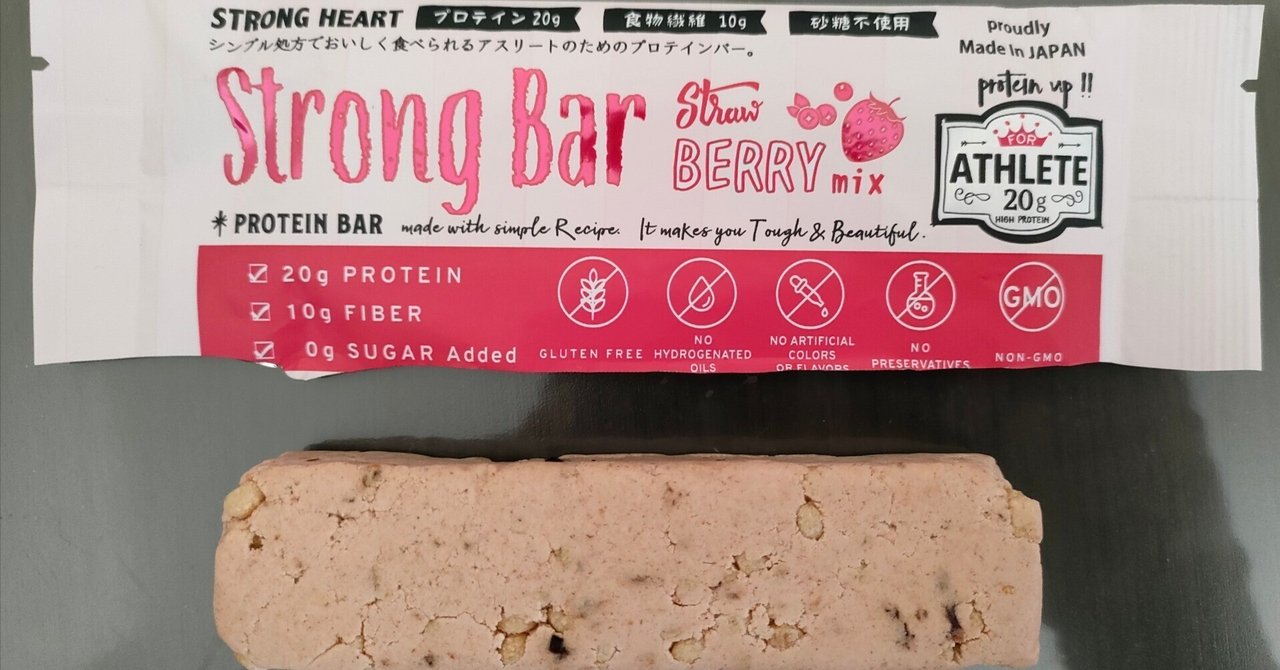 STRONG HEART プロテイン20g 食物繊維 10g 砂糖不使用
シンプル処方でおいしく食べられるアスリートのためのプロテインバー。
proudly
Made In JAPAN
Strong Bar
Straw
BERRY mix
protein up !!
FOR
ATHLETE
20g
HIGH PROTEIN
*PROTEIN BAR made with simple Recipe. It makes you Tough & Beautiful.
20g PROTEIN
10g FIBER
0g SUGAR Added
GLUTEN FREE
NO
HYDROGENATED
OILS
NO ARTIFICIAL
COLORS
OR FLAVORS
NO
PRESERVATIVES
GMO
NON-GMO